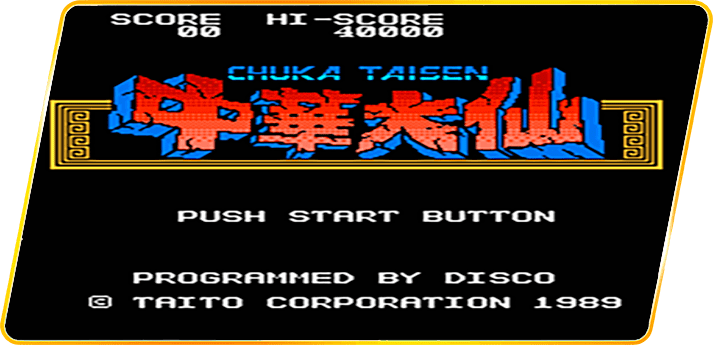 SCORE HI-SCORE
00 40000
CHUKA TAISEN
中華大仙
PUSH START BUTTON
PROGRAMMED BY DISCO
© TAITO CORPORATION 1989